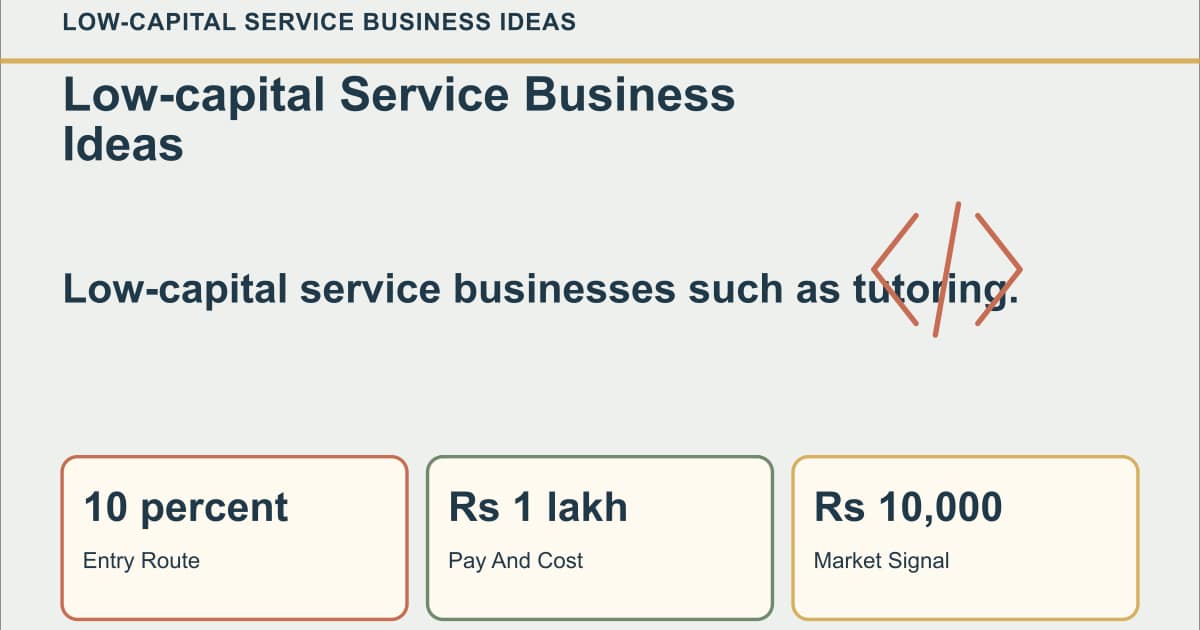 LOW-CAPITAL SERVICE BUSINESS IDEAS
Low-capital Service Business
Ideas
Low-capital service businesses such as tutoring.
10 percent
Entry Route
Rs 1 lakh
Pay And Cost
Rs 10,000
Market Signal